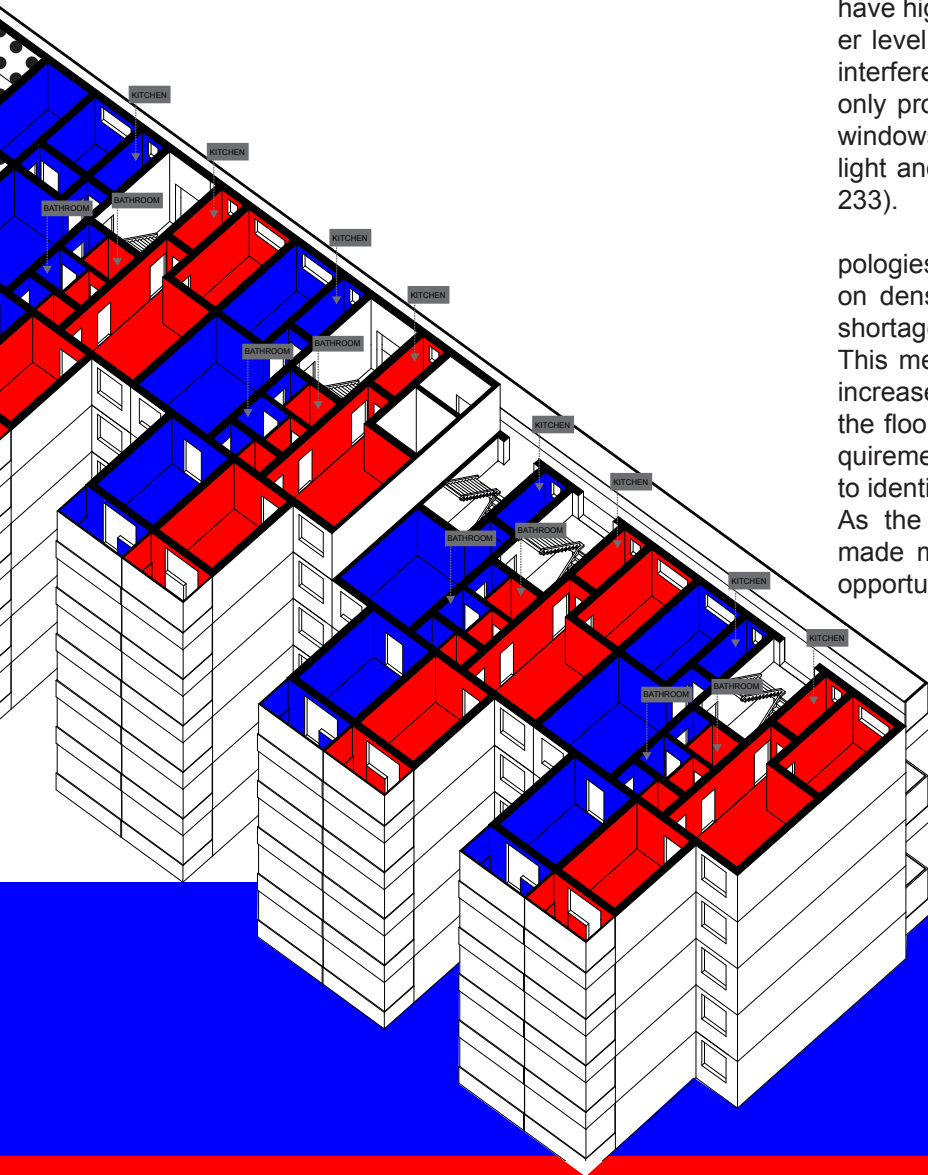 have hig
er level
interfere
only pro
windows
light and
233).
pologies
on dens
shortage
This me
increase
the floo
quireme
to identi
As the
made m
opportu
KITCHEN
KITCHEN
BATHROOM
BATHROOM
KITCHEN
KITCHEN
BATHROOM
BATHROOM
KITCHEN
KITCHEN
BATHROOM
BATHROOM
KITCHEN
KITCHEN
BATHROOM
BATHROOM